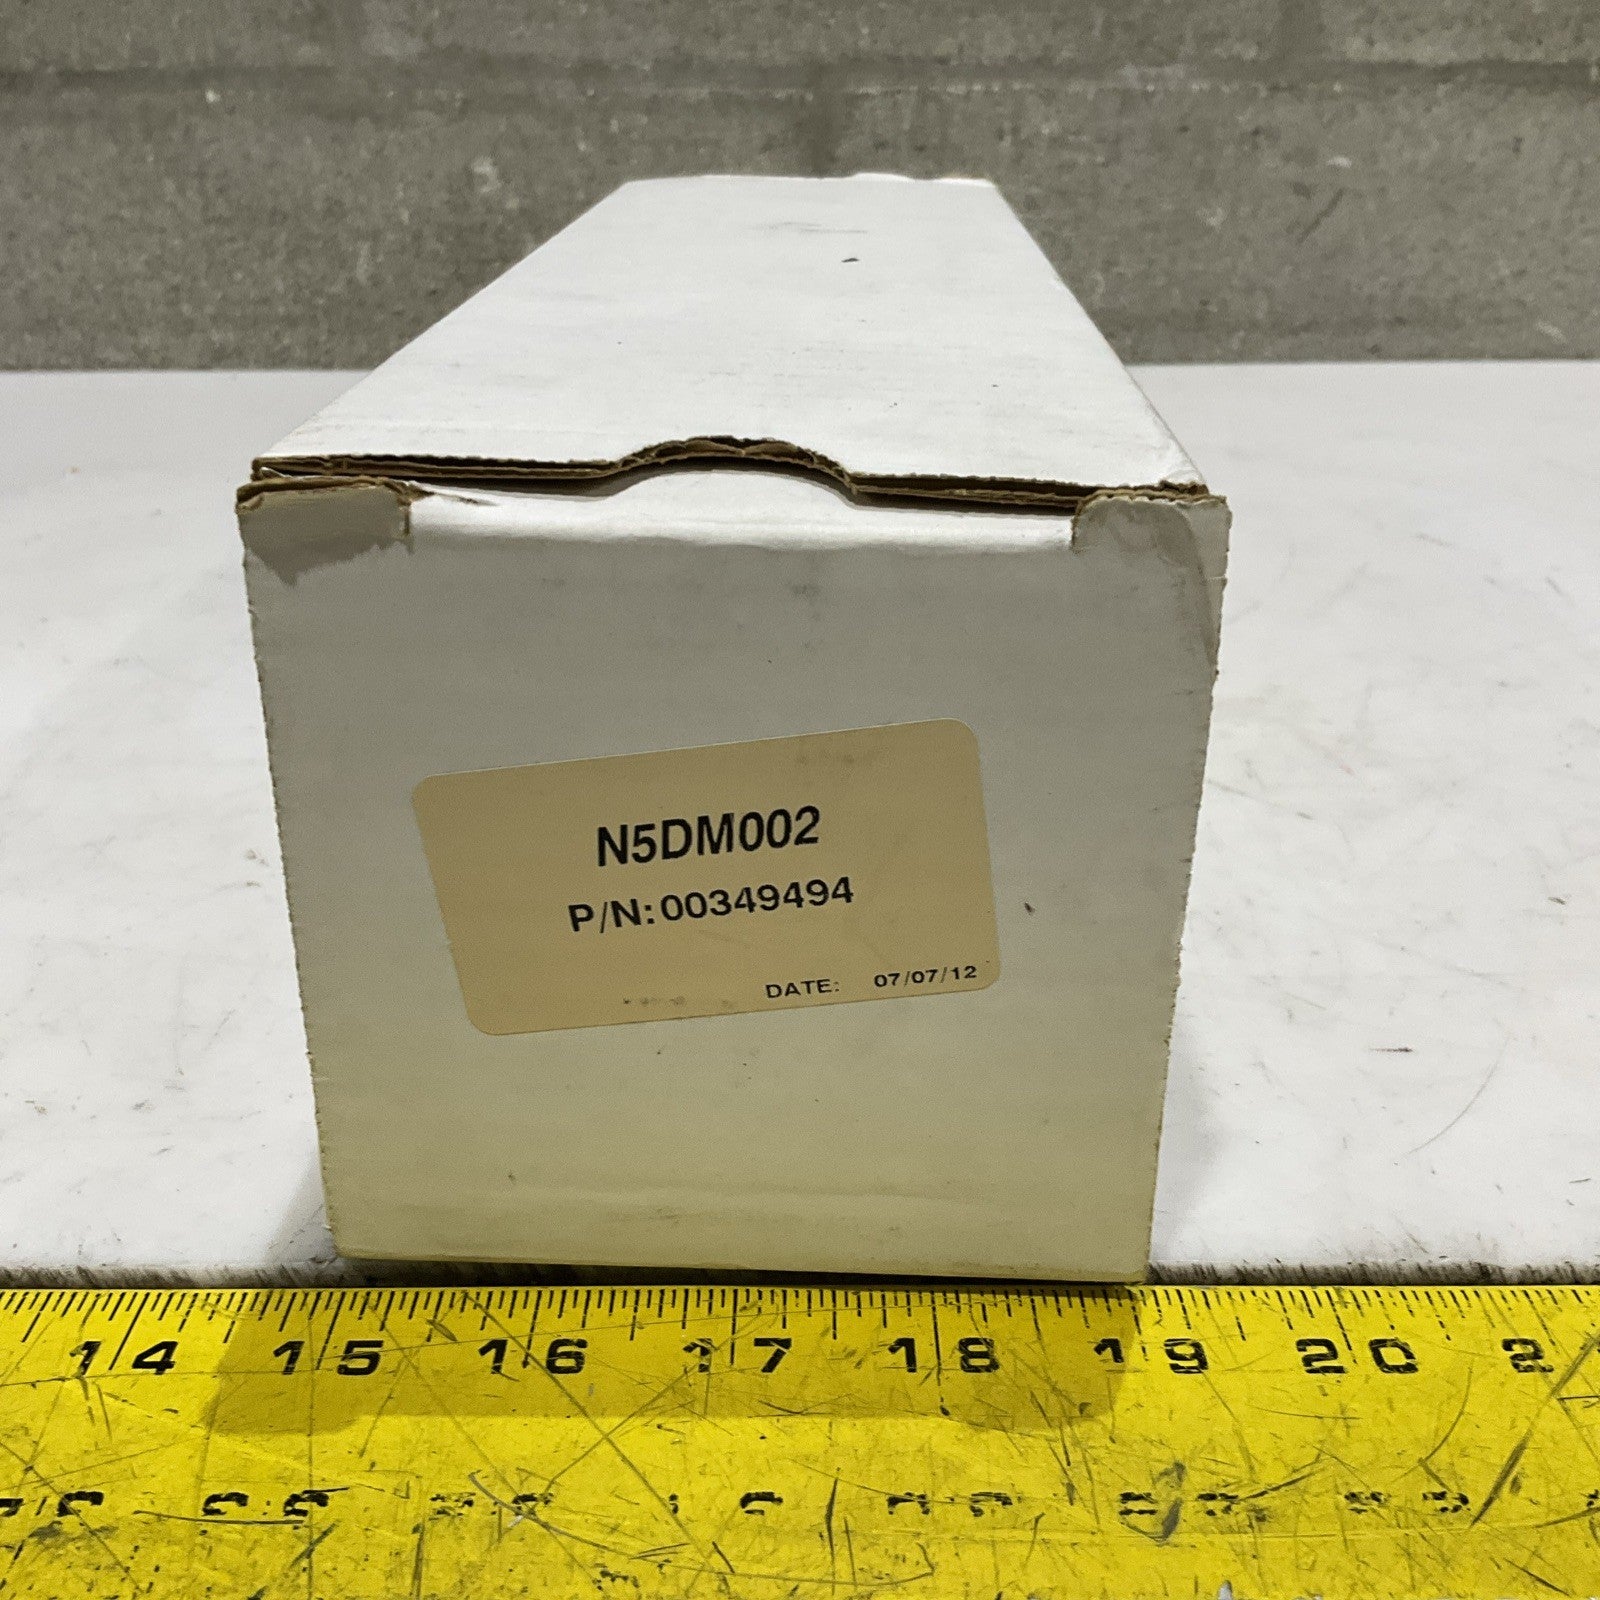 N5DM002
P/N: 00349494
DATE: 07/07/12
14 15 16 17 18 19 20